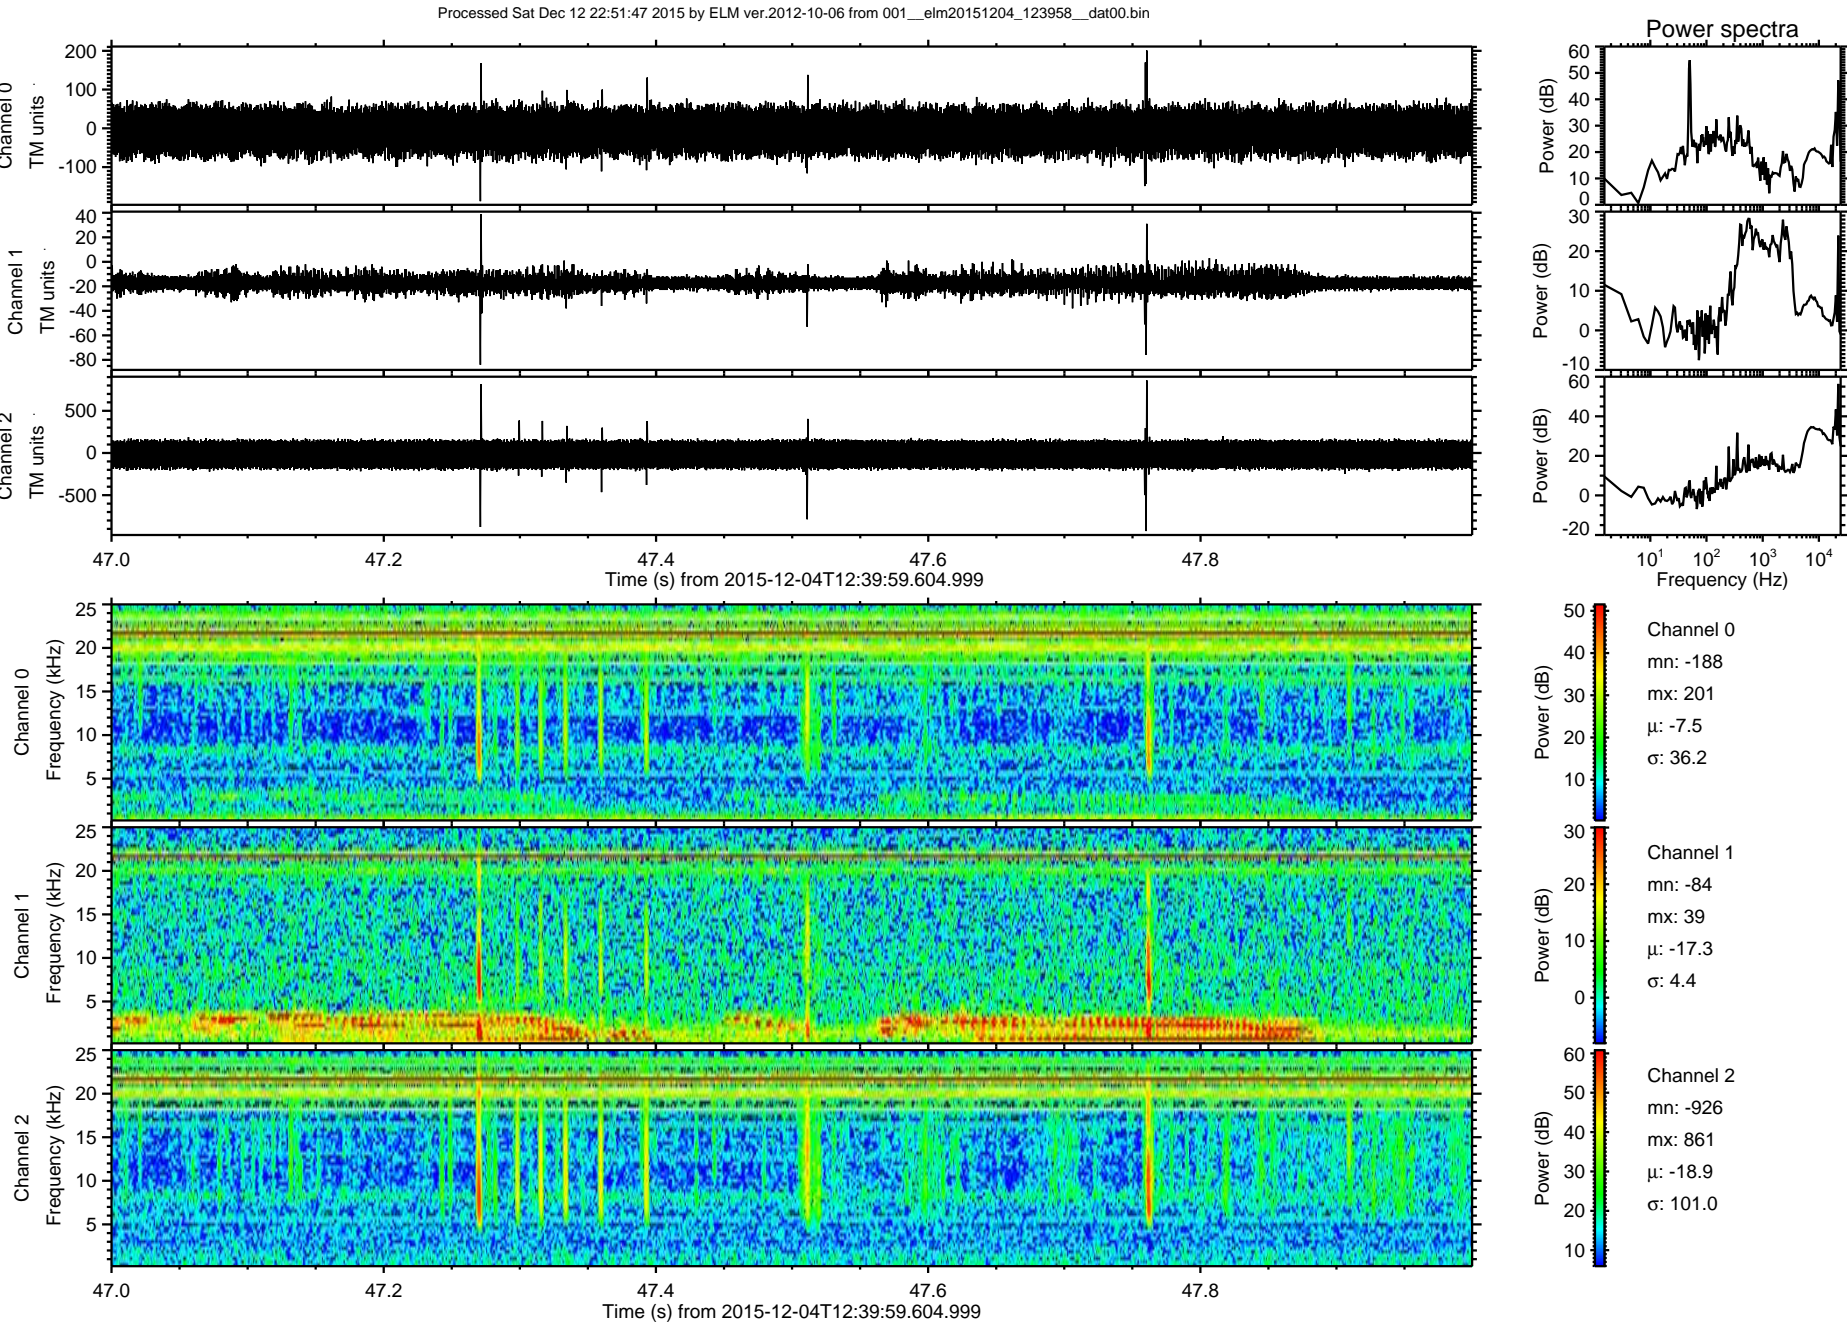 Processed Sat Dec 12 22:51:47 2015 by ELM ver.2012-10-06 from 001__elm20151204_123958__dat00.bin
Power spectra
Channel 0
TM units
200
100
0
-100
Power (dB)
60
50
40
30
20
10
0
Channel 1
TM units
40
20
0
-20
-40
-60
-80
Power (dB)
30
20
10
0
-10
Channel 2
TM units
500
0
-500
Power (dB)
60
40
20
0
-20
47.0 47.2 47.4 47.6 47.8
Time (s) from 2015-12-04T12:39:59.604.999
10^1 10^2 10^3 10^4
Frequency (Hz)
Channel 0
Frequency (kHz)
25
20
15
10
5
Power (dB)
50
40
30
20
10
Channel 0
mn: -188
mx: 201
μ: -7.5
σ: 36.2
Channel 1
Frequency (kHz)
25
20
15
10
5
Power (dB)
30
20
10
0
Channel 1
mn: -84
mx: 39
μ: -17.3
σ: 4.4
Channel 2
Frequency (kHz)
25
20
15
10
5
Power (dB)
60
50
40
30
20
10
Channel 2
mn: -926
mx: 861
μ: -18.9
σ: 101.0
47.0 47.2 47.4 47.6 47.8
Time (s) from 2015-12-04T12:39:59.604.999